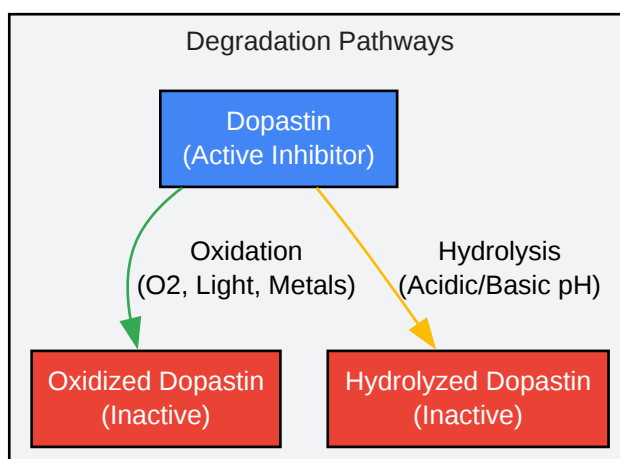 Degradation Pathways
Dopastin
(Active Inhibitor)
Oxidation
(O2, Light, Metals)
Hydrolysis
(Acidic/Basic pH)
Oxidized Dopastin
(Inactive)
Hydrolyzed Dopastin
(Inactive)